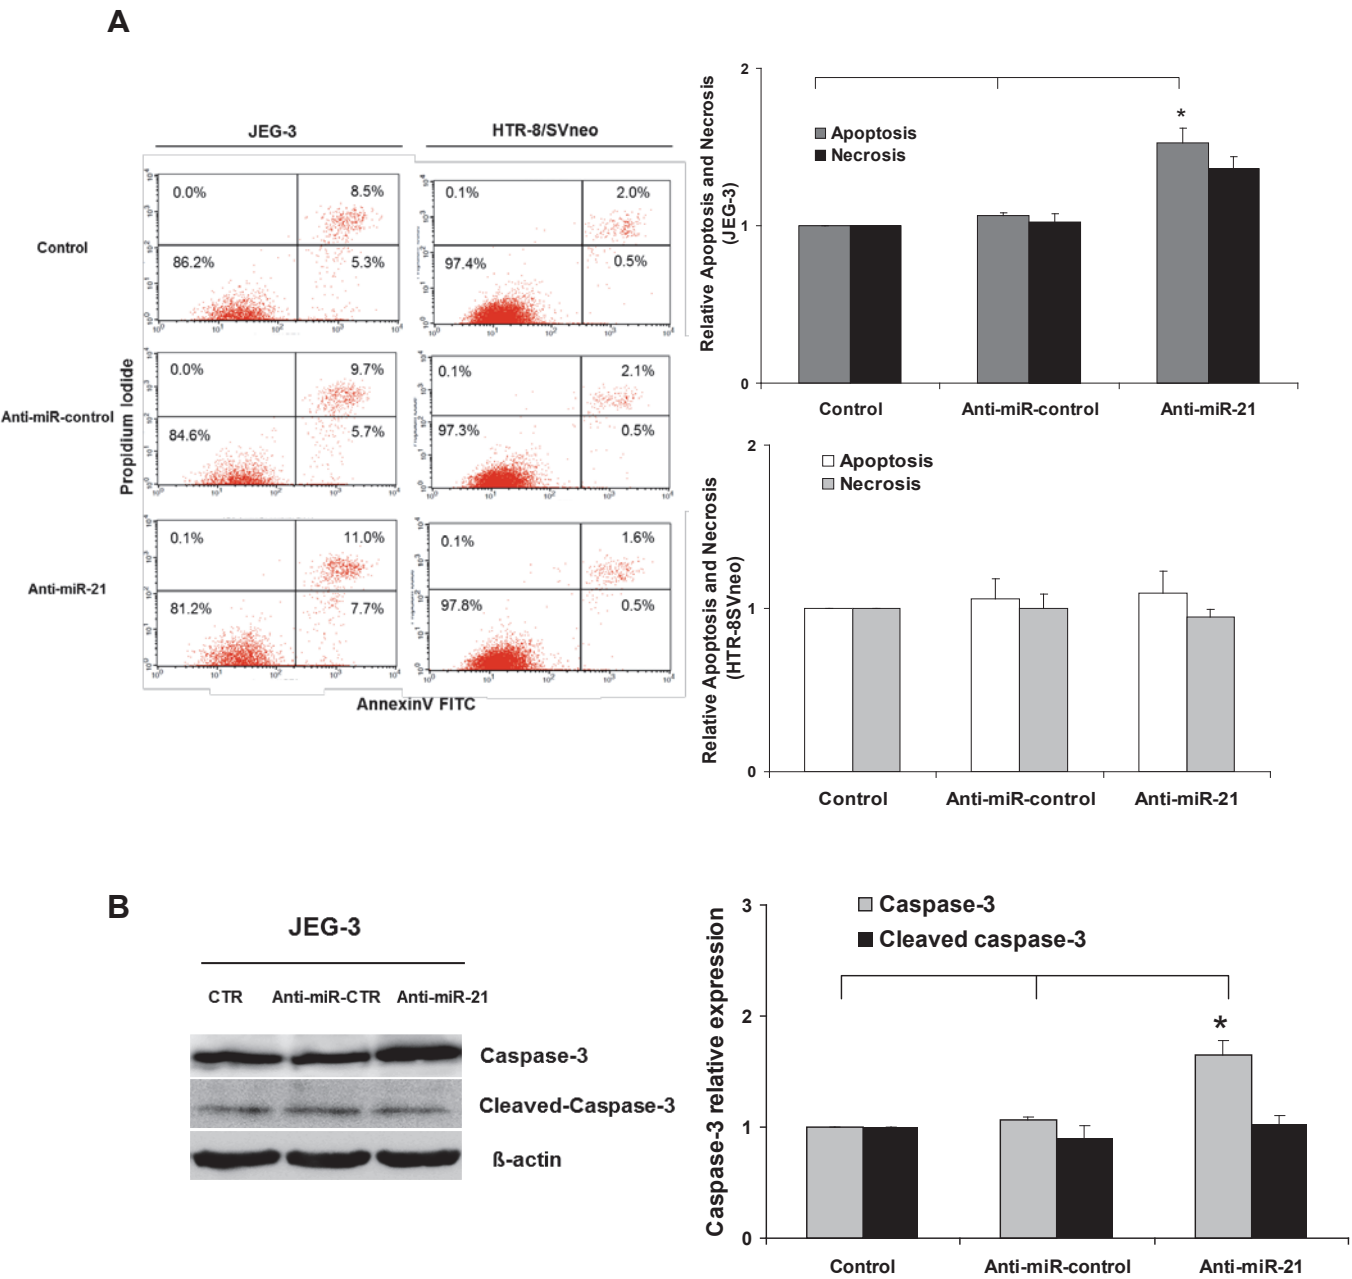 A
JEG-3
HTR-8/SVneo
Control
Anti-miR-control
Anti-miR-21
Propidium Iodide
0.0%
8.5%
86.2%
5.3%
0.1%
2.0%
97.4%
0.5%
0.0%
9.7%
84.6%
5.7%
0.1%
2.1%
97.3%
0.5%
0.1%
11.0%
81.2%
7.7%
0.1%
1.6%
97.8%
0.5%
AnnexinV FITC
Relative Apoptosis and Necrosis
(JEG-3)
2
1
0
Apoptosis
Necrosis
*
Control
Anti-miR-control
Anti-miR-21
Relative Apoptosis and Necrosis
(HTR-8SVneo)
2
1
0
Apoptosis
Necrosis
Control
Anti-miR-control
Anti-miR-21
B
JEG-3
CTR
Anti-miR-CTR
Anti-miR-21
Caspase-3
Cleaved-Caspase-3
ß-actin
Caspase-3 relative expression
3
2
1
0
Caspase-3
Cleaved caspase-3
*
Control
Anti-miR-control
Anti-miR-21